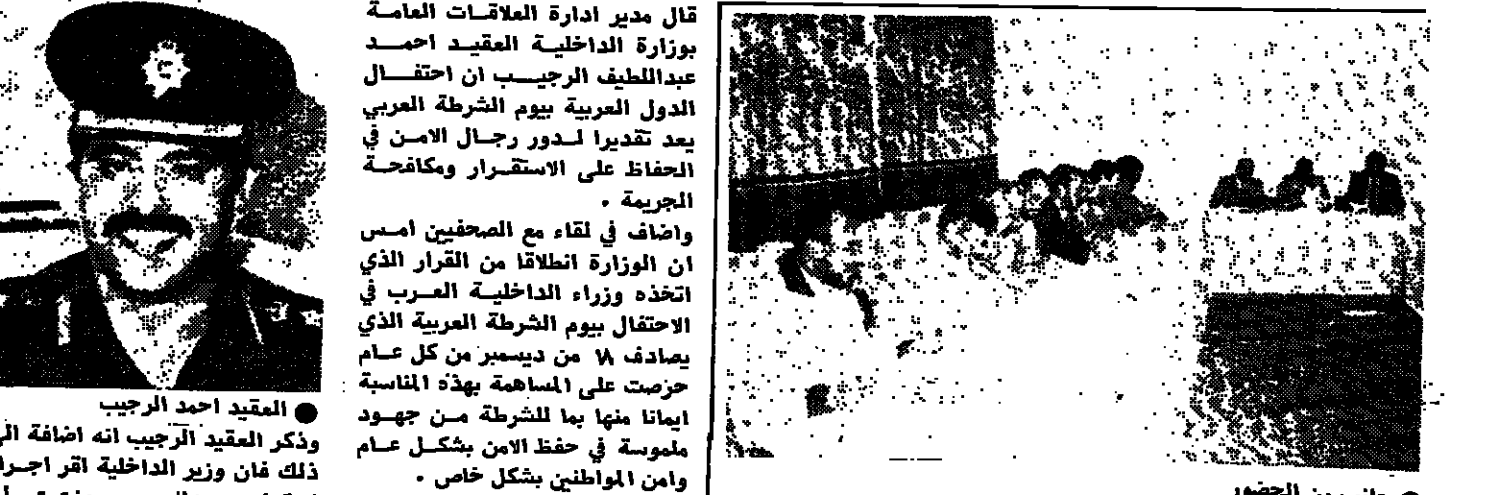 قال مدير ادارة العلاقات العامة
بوزارة الداخلية العقيد احمد
عبداللطيف الرجيب ان احتفال
الدول العربية بيوم الشرطة العربي
يعد تقديرا لدور رجال الامن في
الحفاظ على الاستقرار ومكافحة
الجريمة .
واضاف في لقاء مع الصحفيين امس
ان الوزارة انطلاقا من القرار الذي
اتخذه وزراء الداخلية العرب في
الاحتفال بيوم الشرطة العربية الذي
يصادف ١٨ من ديسمبر من كل عام
حرصت على المساهمة بهذه المناسبة
ايمانا منها بما للشرطة من جهود
ملموسة في حفظ الامن بشكل عام
وامن المواطنين بشكل خاص .
العقيد احمد الرجيب
وذكر العقيد الرجيب انه اضافة الى
ذلك فان وزير الداخلية اقر
الحضور